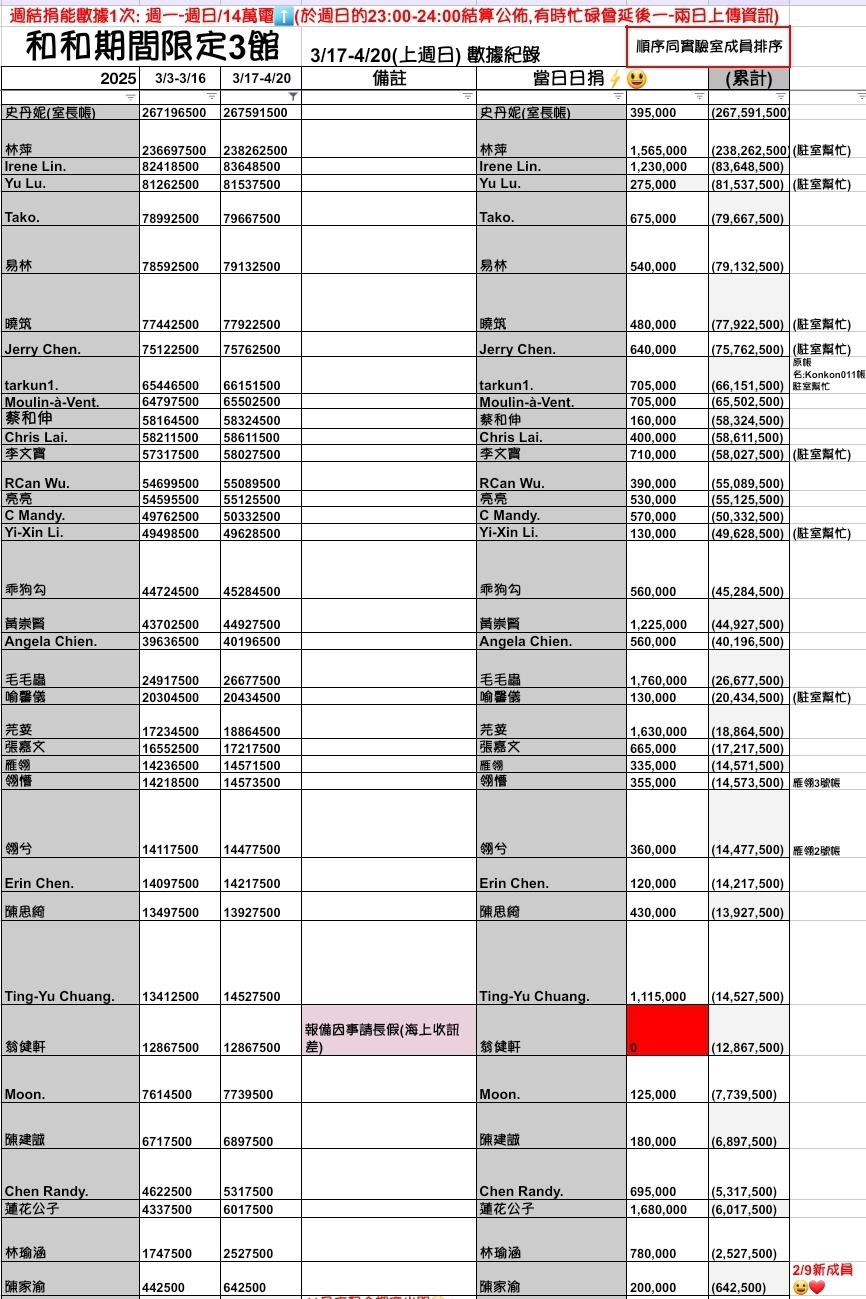 週結捐能數據1次: 週一-週日/14萬電⬆️(於週日的23:00-24:00結算公佈,有時忙碌會延後一-兩日上傳資訊)
和和期間限定3館 3/17-4/20(上週日) 數據紀錄 順序同實驗室成員排序
2025 3/3-3/16 3/17-4/20 備註 當日日捐⚡😃 (累計)
史丹妮(室長帳) 267196500 267591500 史丹妮(室長帳) 395,000 (267,591,500)
林萍 236697500 238262500 林萍 1,565,000 (238,262,500) (駐室幫忙)
Irene Lin. 82418500 83648500 Irene Lin. 1,230,000 (83,648,500)
Yu Lu. 81262500 81537500 Yu Lu. 275,000 (81,537,500) (駐室幫忙)
Tako. 78992500 79667500 Tako. 675,000 (79,667,500)
易林 78592500 79132500 易林 540,000 (79,132,500)
曉筑 77442500 77922500 曉筑 480,000 (77,922,500) (駐室幫忙)
Jerry Chen. 75122500 75762500 Jerry Chen. 640,000 (75,762,500) (駐室幫忙)
tarkun1. 65446500 66151500 tarkun1. 705,000 (66,151,500) 原帳名:Konkon011帳 駐室幫忙
Moulin-à-Vent. 64797500 65502500 Moulin-à-Vent. 705,000 (65,502,500)
蔡和伸 58164500 58324500 蔡和伸 160,000 (58,324,500)
Chris Lai. 58211500 58611500 Chris Lai. 400,000 (58,611,500)
李文寶 57317500 58027500 李文寶 710,000 (58,027,500) (駐室幫忙)
RCan Wu. 54699500 55089500 RCan Wu. 390,000 (55,089,500)
亮亮 54595500 55125500 亮亮 530,000 (55,125,500)
C Mandy. 49762500 50332500 C Mandy. 570,000 (50,332,500)
Yi-Xin Li. 49498500 49628500 Yi-Xin Li. 130,000 (49,628,500) (駐室幫忙)
乖狗勾 44724500 45284500 乖狗勾 560,000 (45,284,500)
黃崇賢 43702500 44927500 黃崇賢 1,225,000 (44,927,500)
Angela Chien. 39636500 40196500 Angela Chien. 560,000 (40,196,500)
毛毛蟲 24917500 26677500 毛毛蟲 1,760,000 (26,677,500)
喻馨儀 20304500 20434500 喻馨儀 130,000 (20,434,500) (駐室幫忙)
芫荽 17234500 18864500 芫荽 1,630,000 (18,864,500)
張嘉文 16552500 17217500 張嘉文 665,000 (17,217,500)
雁翎 14236500 14571500 雁翎 335,000 (14,571,500)
翎懵 14218500 14573500 翎懵 355,000 (14,573,500) 雁翎3號帳
翎兮 14117500 14477500 翎兮 360,000 (14,477,500) 雁翎2號帳
Erin Chen. 14097500 14217500 Erin Chen. 120,000 (14,217,500)
陳思綺 13497500 13927500 陳思綺 430,000 (13,927,500)
Ting-Yu Chuang. 13412500 14527500 Ting-Yu Chuang. 1,115,000 (14,527,500)
翁健軒 12867500 12867500 報備因事請長假(海上收訊差) 翁健軒 0 (12,867,500)
Moon. 7614500 7739500 Moon. 125,000 (7,739,500)
陳建誠 6717500 6897500 陳建誠 180,000 (6,897,500)
Chen Randy. 4622500 5317500 Chen Randy. 695,000 (5,317,500)
蓮花公子 4337500 6017500 蓮花公子 1,680,000 (6,017,500)
林瑜涵 1747500 2527500 林瑜涵 780,000 (2,527,500)
陳家渝 442500 642500 陳家渝 200,000 (642,500) 2/9新成員😀❤️